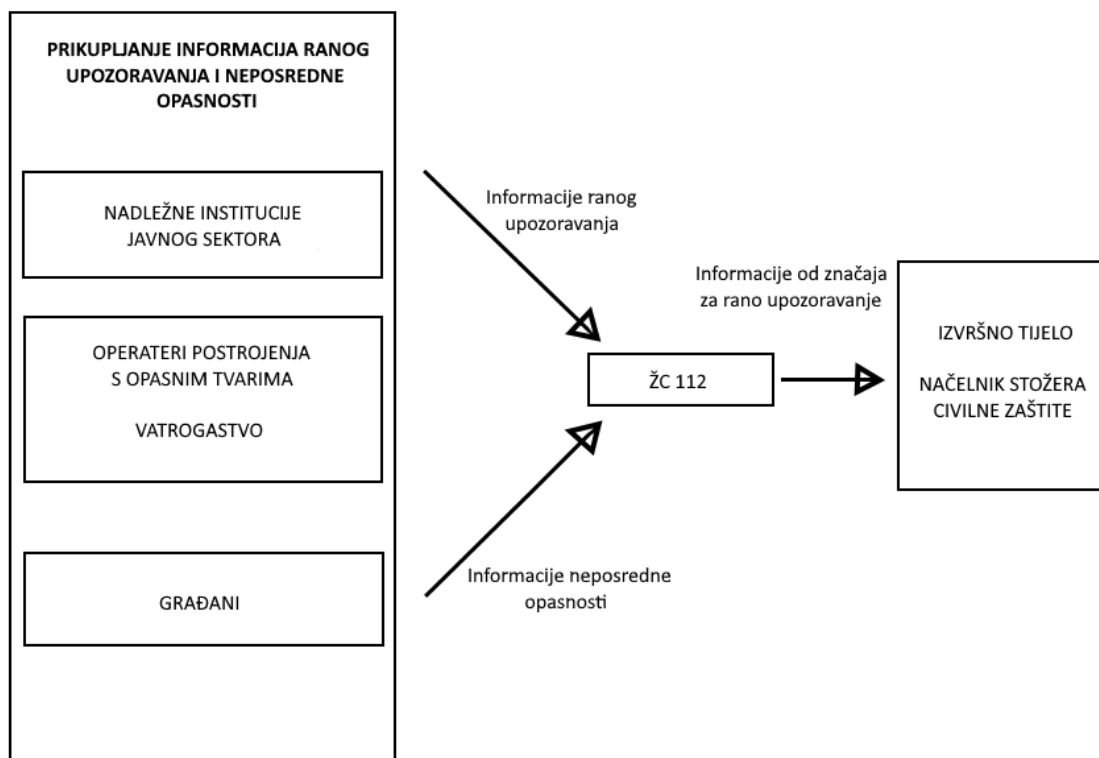 PRIKUPLJANJE INFORMACIJA RANOG
UPOZORAVANJA I NEPOSREDNE
OPASNOSTI
NADLEŽNE INSTITUCIJE
JAVNOG SEKTORA
OPERATERI POSTROJENJA
S OPASNIM TVARIMA
VATROGASTVO
GRAĐANI
Informacije ranog
upozoravanja
Informacije neposredne
opasnosti
ŽC 112
Informacije od značaja
za rano upozoravanje
IZVRŠNO TIJELO
NAČELNIK STOŽERA
CIVILNE ZAŠTITE